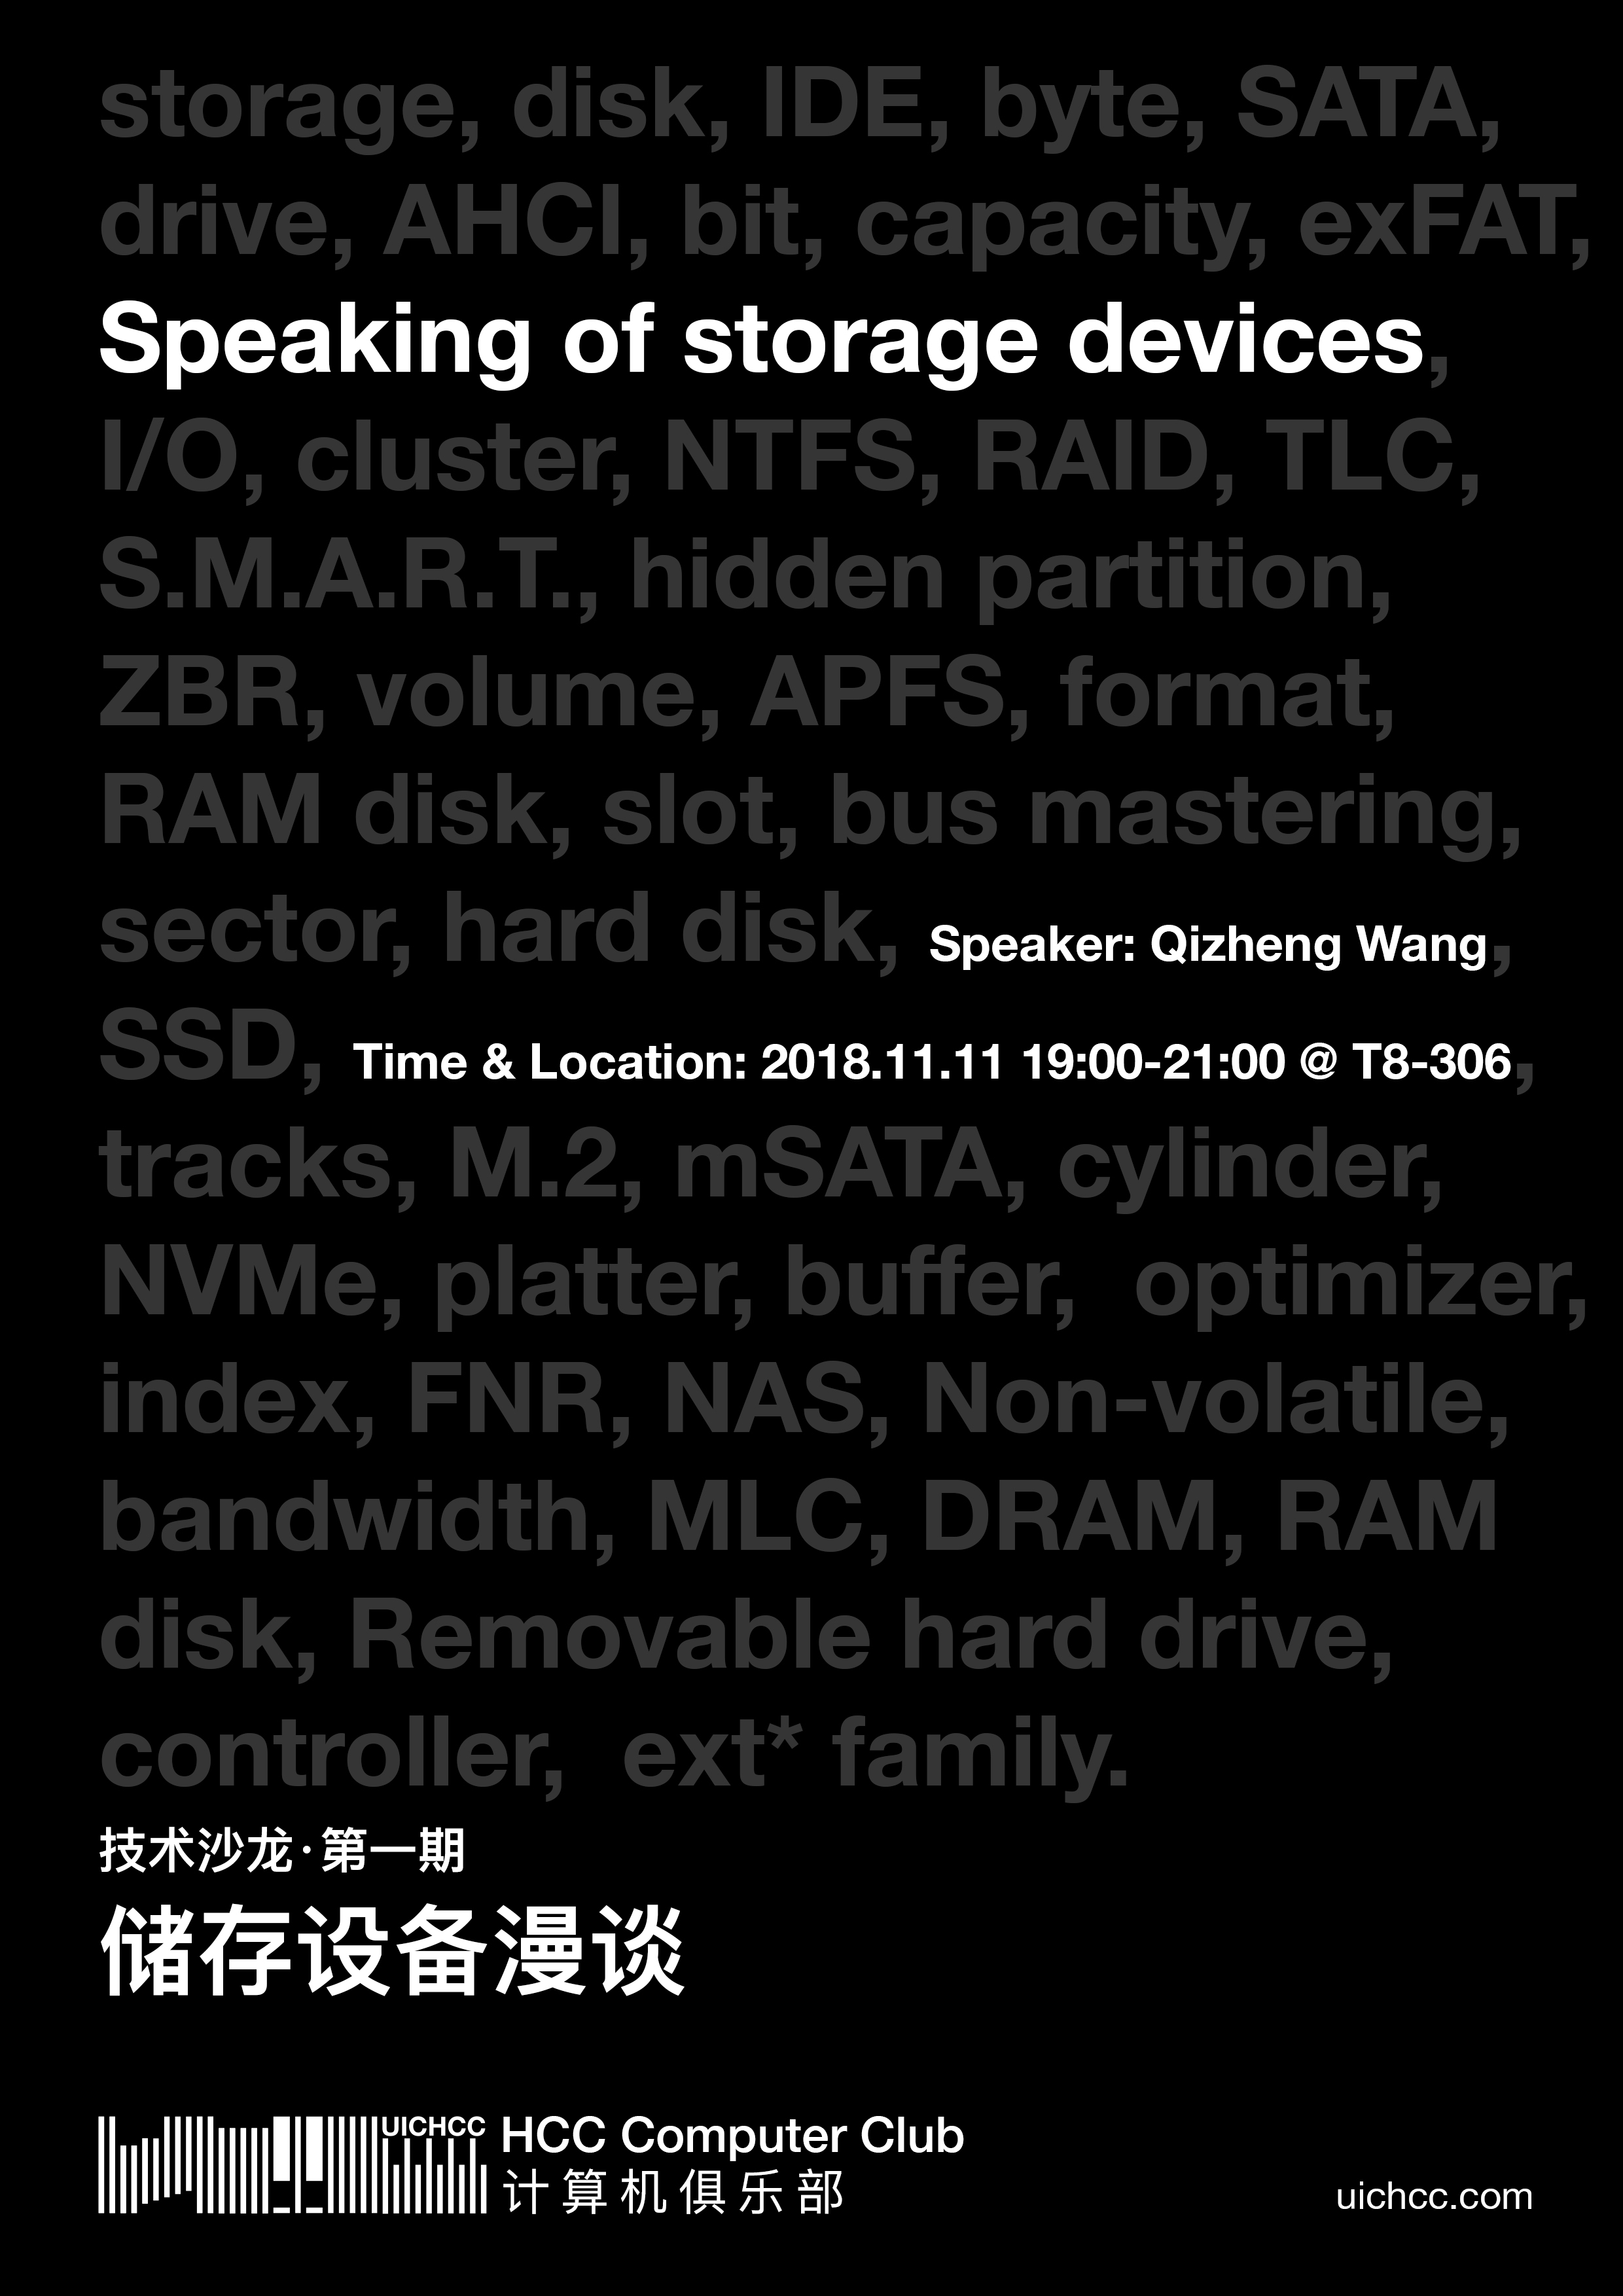 storage, disk, IDE, byte, SATA,
drive, AHCI, bit, capacity, exFAT,
Speaking of storage devices,
I/O, cluster, NTFS, RAID, TLC,
S.M.A.R.T., hidden partition,
ZBR, volume, APFS, format,
RAM disk, slot, bus mastering,
sector, hard disk, Speaker: Qizheng Wang,
SSD, Time & Location: 2018.11.11 19:00-21:00 @ T8-306,
tracks, M.2, mSATA, cylinder,
NVMe, platter, buffer, optimizer,
index, FNR, NAS, Non-volatile,
bandwidth, MLC, DRAM, RAM
disk, Removable hard drive,
controller, ext* family.
技术沙龙·第一期
储存设备漫谈
UICHCC
HCC Computer Club
计算机俱乐部
uichcc.com